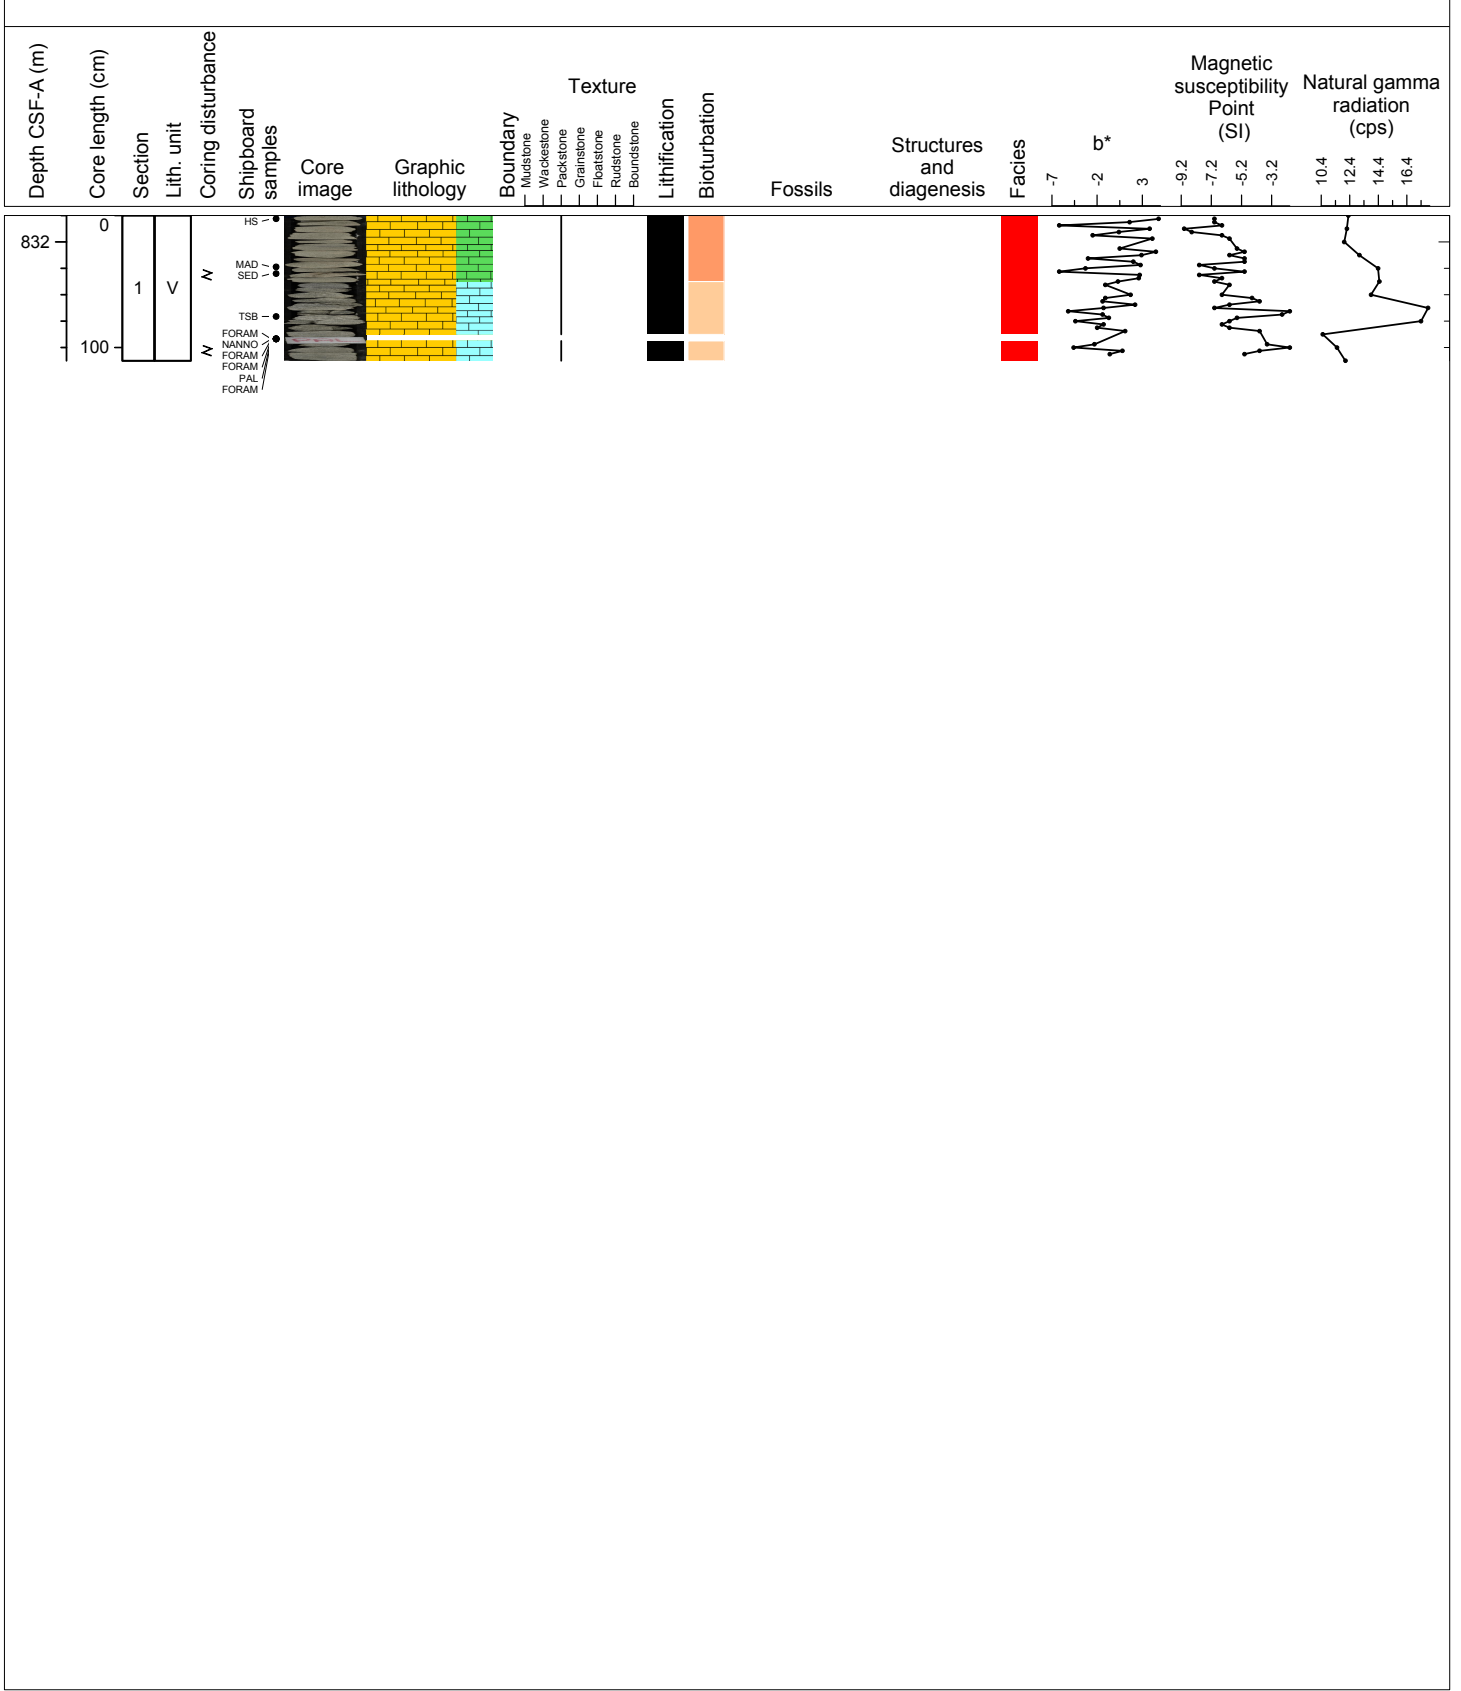 Depth CSF-A (m)
Core length (cm)
Section
Lith. unit
Coring disturbance
Shipboard
samples
Core
image
Graphic
lithology
Boundary
Texture
Mudstone
Wackestone
Packstone
Grainstone
Floatstone
Rudstone
Boundstone
Lithification
Bioturbation
Fossils
Structures
and
diagenesis
Facies
b*
-7
-2
3
Magnetic
susceptibility
Point
(SI)
-9.2
-7.2
-5.2
-3.2
Natural gamma
radiation
(cps)
10.4
12.4
14.4
16.4
832
0
100
1
V
HS
MAD
SED
TSB
FORAM
NANNO
FORAM
FORAM
PAL
FORAM